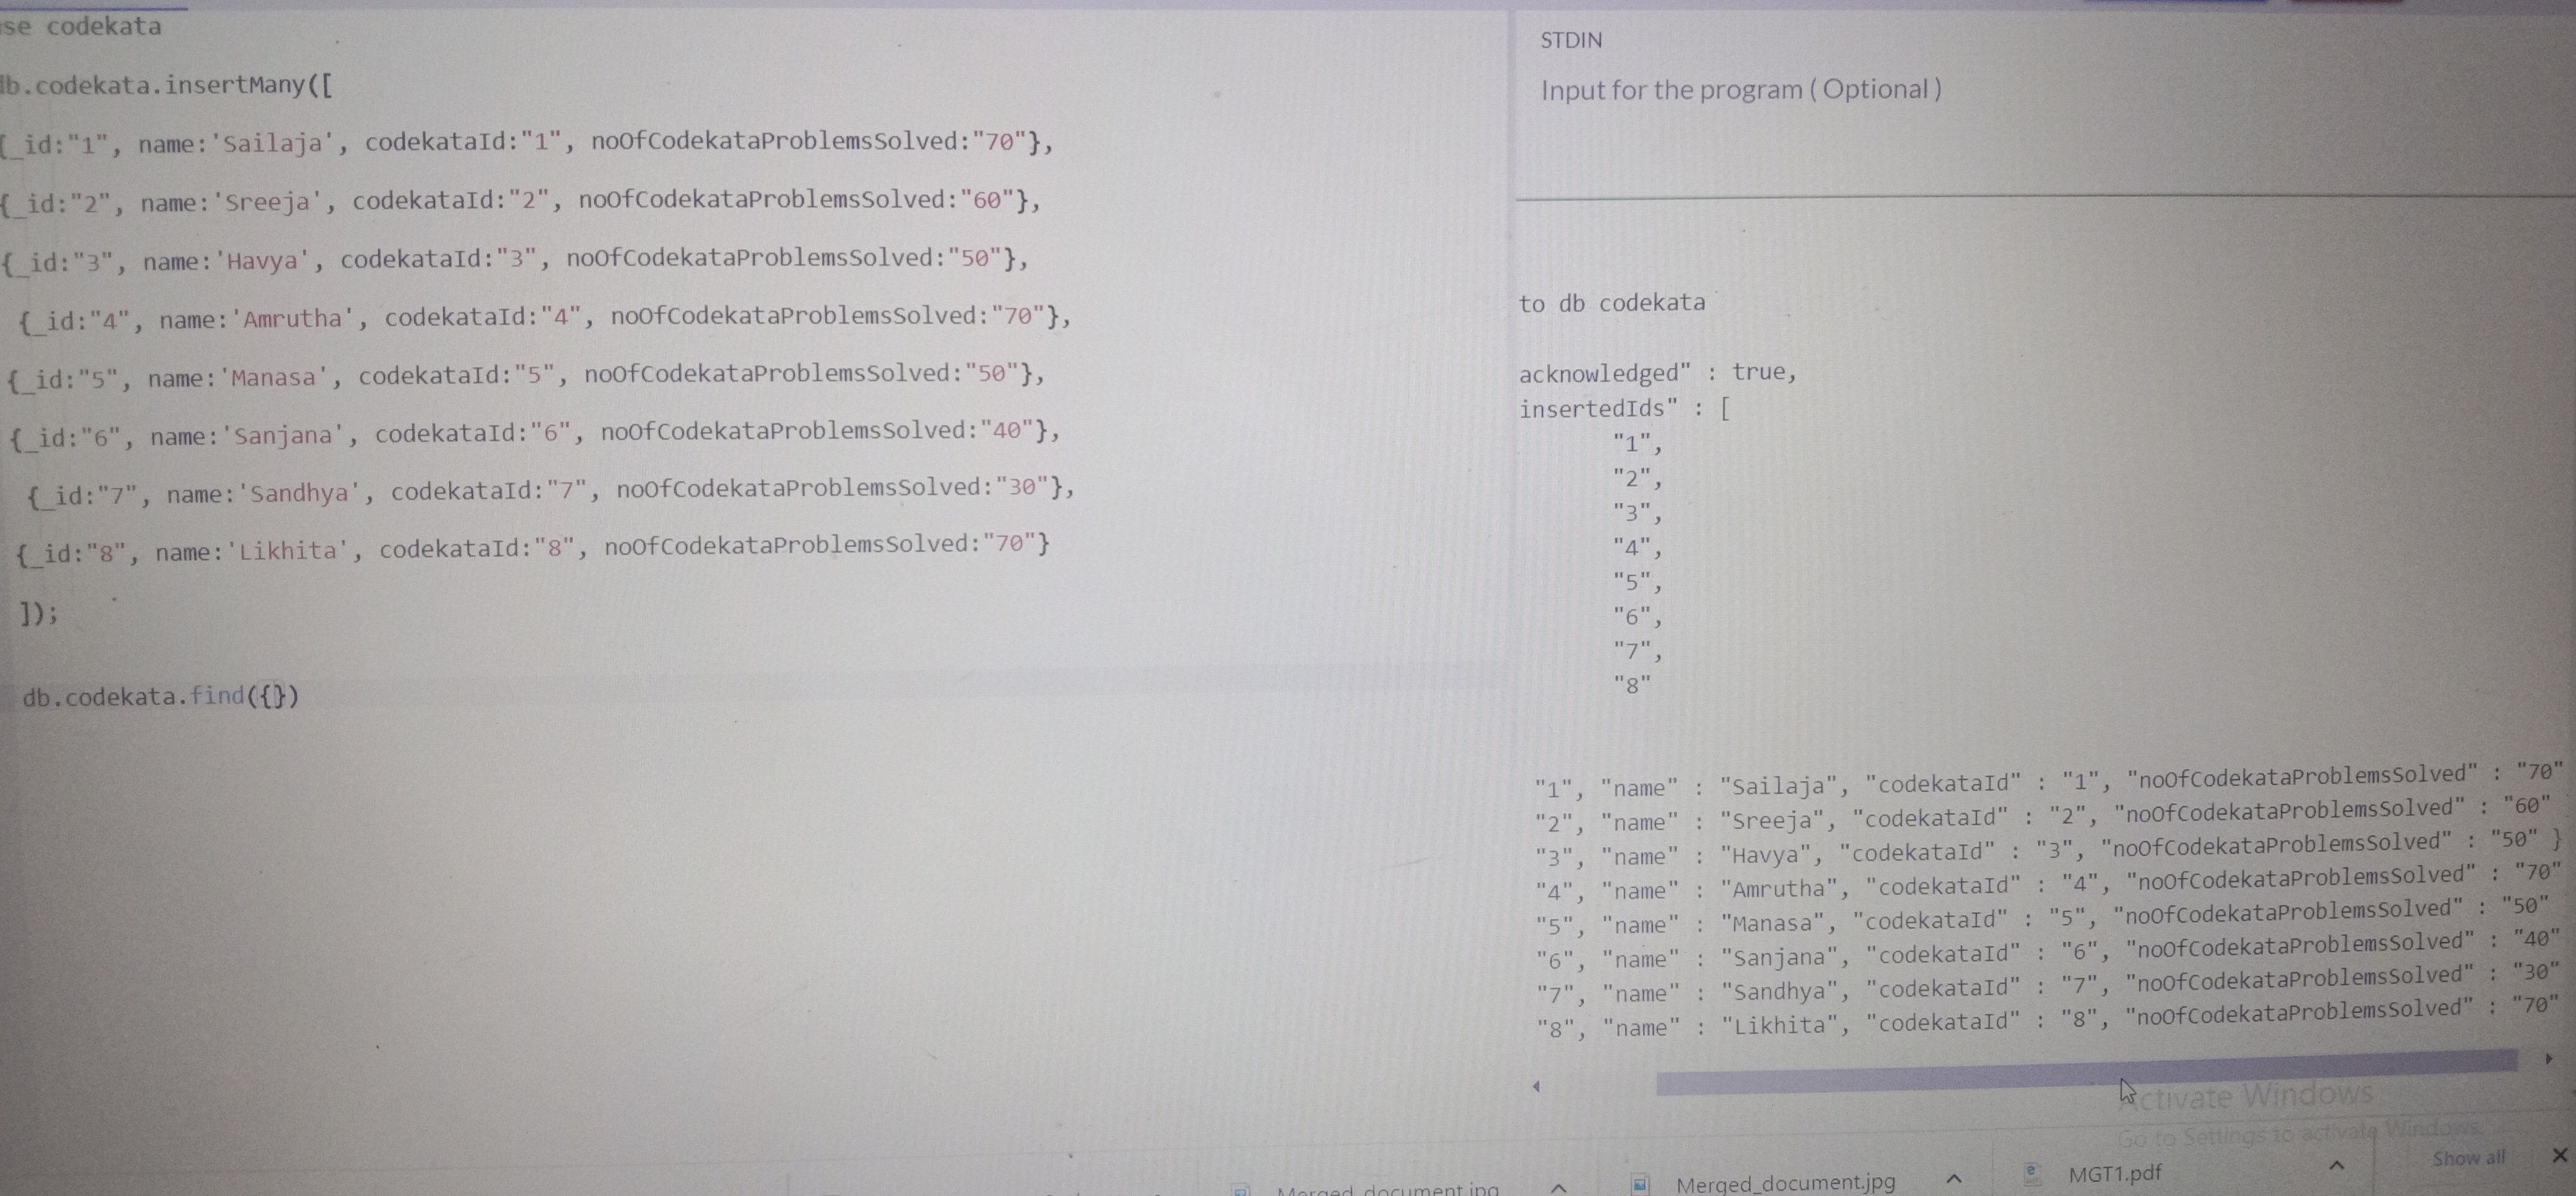 se codekata
db.codekata.insertMany([
{_id:"1", name:'Sailaja', codekataId:"1", noOfCodekataProblemsSolved:"70"},
{_id:"2", name:'Sreeja', codekataId:"2", noOfCodekataProblemsSolved:"60"},
{_id:"3", name:'Havya', codekataId:"3", noOfCodekataProblemsSolved:"50"},
{_id:"4", name:'Amrutha', codekataId:"4", noOfCodekataProblemsSolved:"70"},
{_id:"5", name:'Manasa', codekataId:"5", noOfCodekataProblemsSolved:"50"},
{_id:"6", name:'Sanjana', codekataId:"6", noOfCodekataProblemsSolved:"40"},
{_id:"7", name:'Sandhya', codekataId:"7", noOfCodekataProblemsSolved:"30"},
{_id:"8", name:'Likhita', codekataId:"8", noOfCodekataProblemsSolved:"70"}
]);
db.codekata.find({})
STDIN
Input for the program ( Optional )
to db codekata
acknowledged" : true,
insertedIds" : [
"1",
"2",
"3",
"4",
"5",
"6",
"7",
"8"
"1", "name" : "Sailaja", "codekataId" : "1", "noOfCodekataProblemsSolved" : "70"
"2", "name" : "Sreeja", "codekataId" : "2", "noOfCodekataProblemsSolved" : "60"
"3", "name" : "Havya", "codekataId" : "3", "noOfCodekataProblemsSolved" : "50" }
"4", "name" : "Amrutha", "codekataId" : "4", "noOfCodekataProblemsSolved" : "70"
"5", "name" : "Manasa", "codekataId" : "5", "noOfCodekataProblemsSolved" : "50"
"6", "name" : "Sanjana", "codekataId" : "6", "noOfCodekataProblemsSolved" : "40"
"7", "name" : "Sandhya", "codekataId" : "7", "noOfCodekataProblemsSolved" : "30"
"8", "name" : "Likhita", "codekataId" : "8", "noOfCodekataProblemsSolved" : "70"
Activate Windows
Go to Settings to activate Windows.
Merged_document.jpg
Merged_document.jpg
MGT1.pdf
Show all